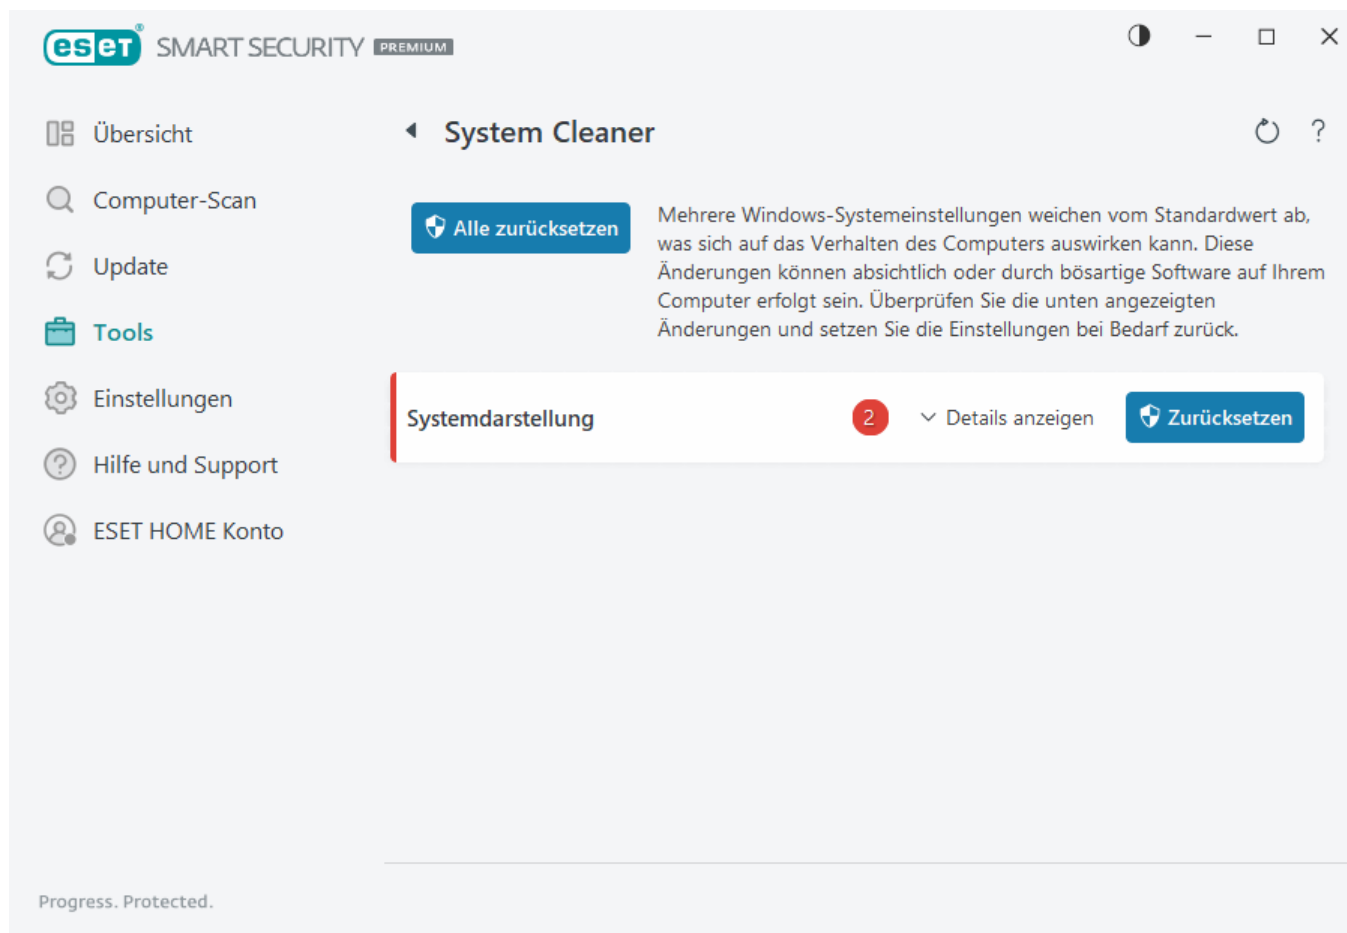 eseT® SMART SECURITY PREMIUM
Übersicht
Computer-Scan
Update
Tools
Einstellungen
Hilfe und Support
ESET HOME Konto
System Cleaner
?
Alle zurücksetzen
Mehrere Windows-Systemeinstellungen weichen vom Standardwert ab,
was sich auf das Verhalten des Computers auswirken kann. Diese
Änderungen können absichtlich oder durch bösartige Software auf Ihrem
Computer erfolgt sein. Überprüfen Sie die unten angezeigten
Änderungen und setzen Sie die Einstellungen bei Bedarf zurück.
Systemdarstellung 2 Details anzeigen Zurücksetzen
Progress. Protected.